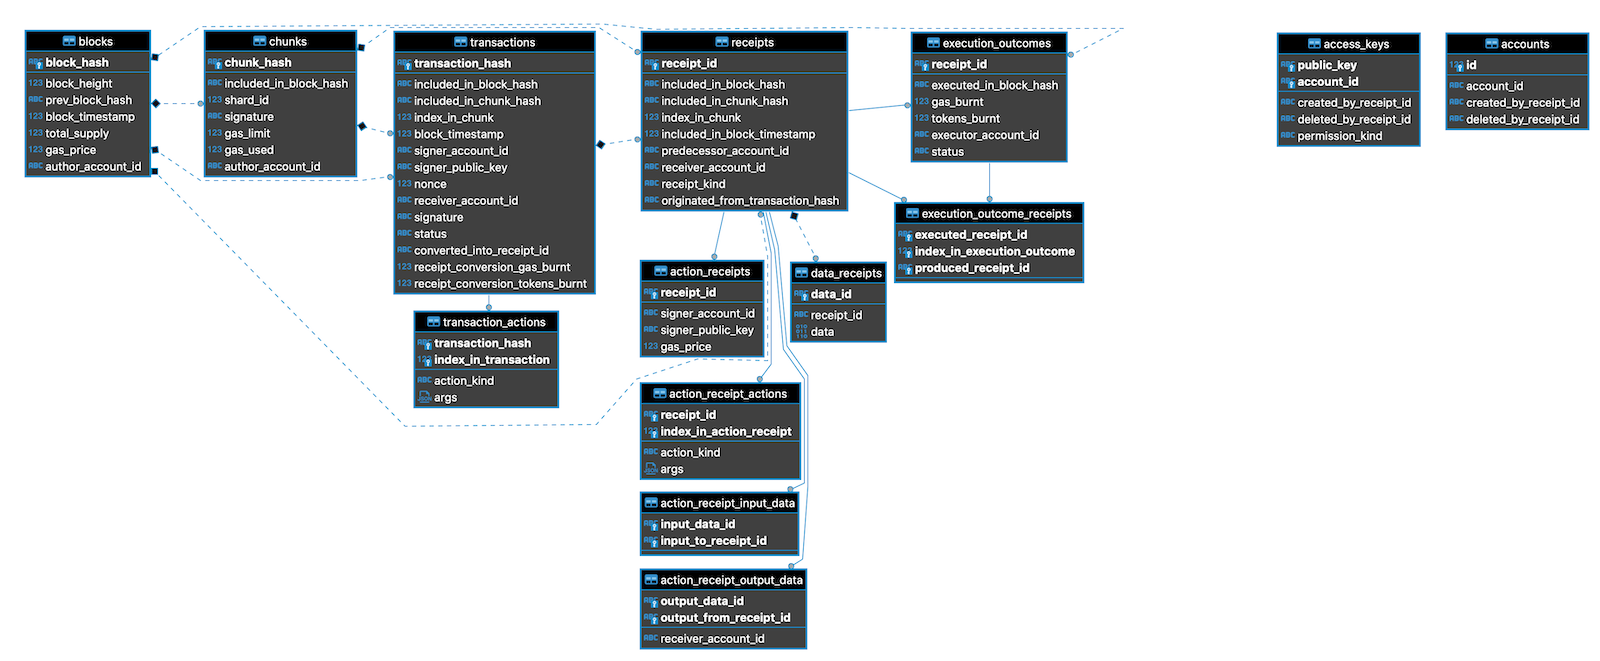 blocks
block_hash
block_height
prev_block_hash
block_timestamp
total_supply
gas_price
author_account_id
chunks
chunk_hash
included_in_block_hash
shard_id
signature
gas_limit
gas_used
author_account_id
transactions
transaction_hash
included_in_block_hash
included_in_chunk_hash
index_in_chunk
block_timestamp
signer_account_id
signer_public_key
nonce
receiver_account_id
signature
status
converted_into_receipt_id
receipt_conversion_gas_burnt
receipt_conversion_tokens_burnt
transaction_actions
transaction_hash
index_in_transaction
action_kind
args
receipts
receipt_id
included_in_block_hash
included_in_chunk_hash
index_in_chunk
included_in_block_timestamp
predecessor_account_id
receiver_account_id
receipt_kind
originated_from_transaction_hash
action_receipts
receipt_id
signer_account_id
signer_public_key
gas_price
data_receipts
data_id
receipt_id
data
action_receipt_actions
receipt_id
index_in_action_receipt
action_kind
args
action_receipt_input_data
input_data_id
input_to_receipt_id
action_receipt_output_data
output_data_id
output_from_receipt_id
receiver_account_id
execution_outcomes
receipt_id
executed_in_block_hash
gas_burnt
tokens_burnt
executor_account_id
status
execution_outcome_receipts
executed_receipt_id
index_in_execution_outcome
produced_receipt_id
access_keys
public_key
account_id
created_by_receipt_id
deleted_by_receipt_id
permission_kind
accounts
id
account_id
created_by_receipt_id
deleted_by_receipt_id